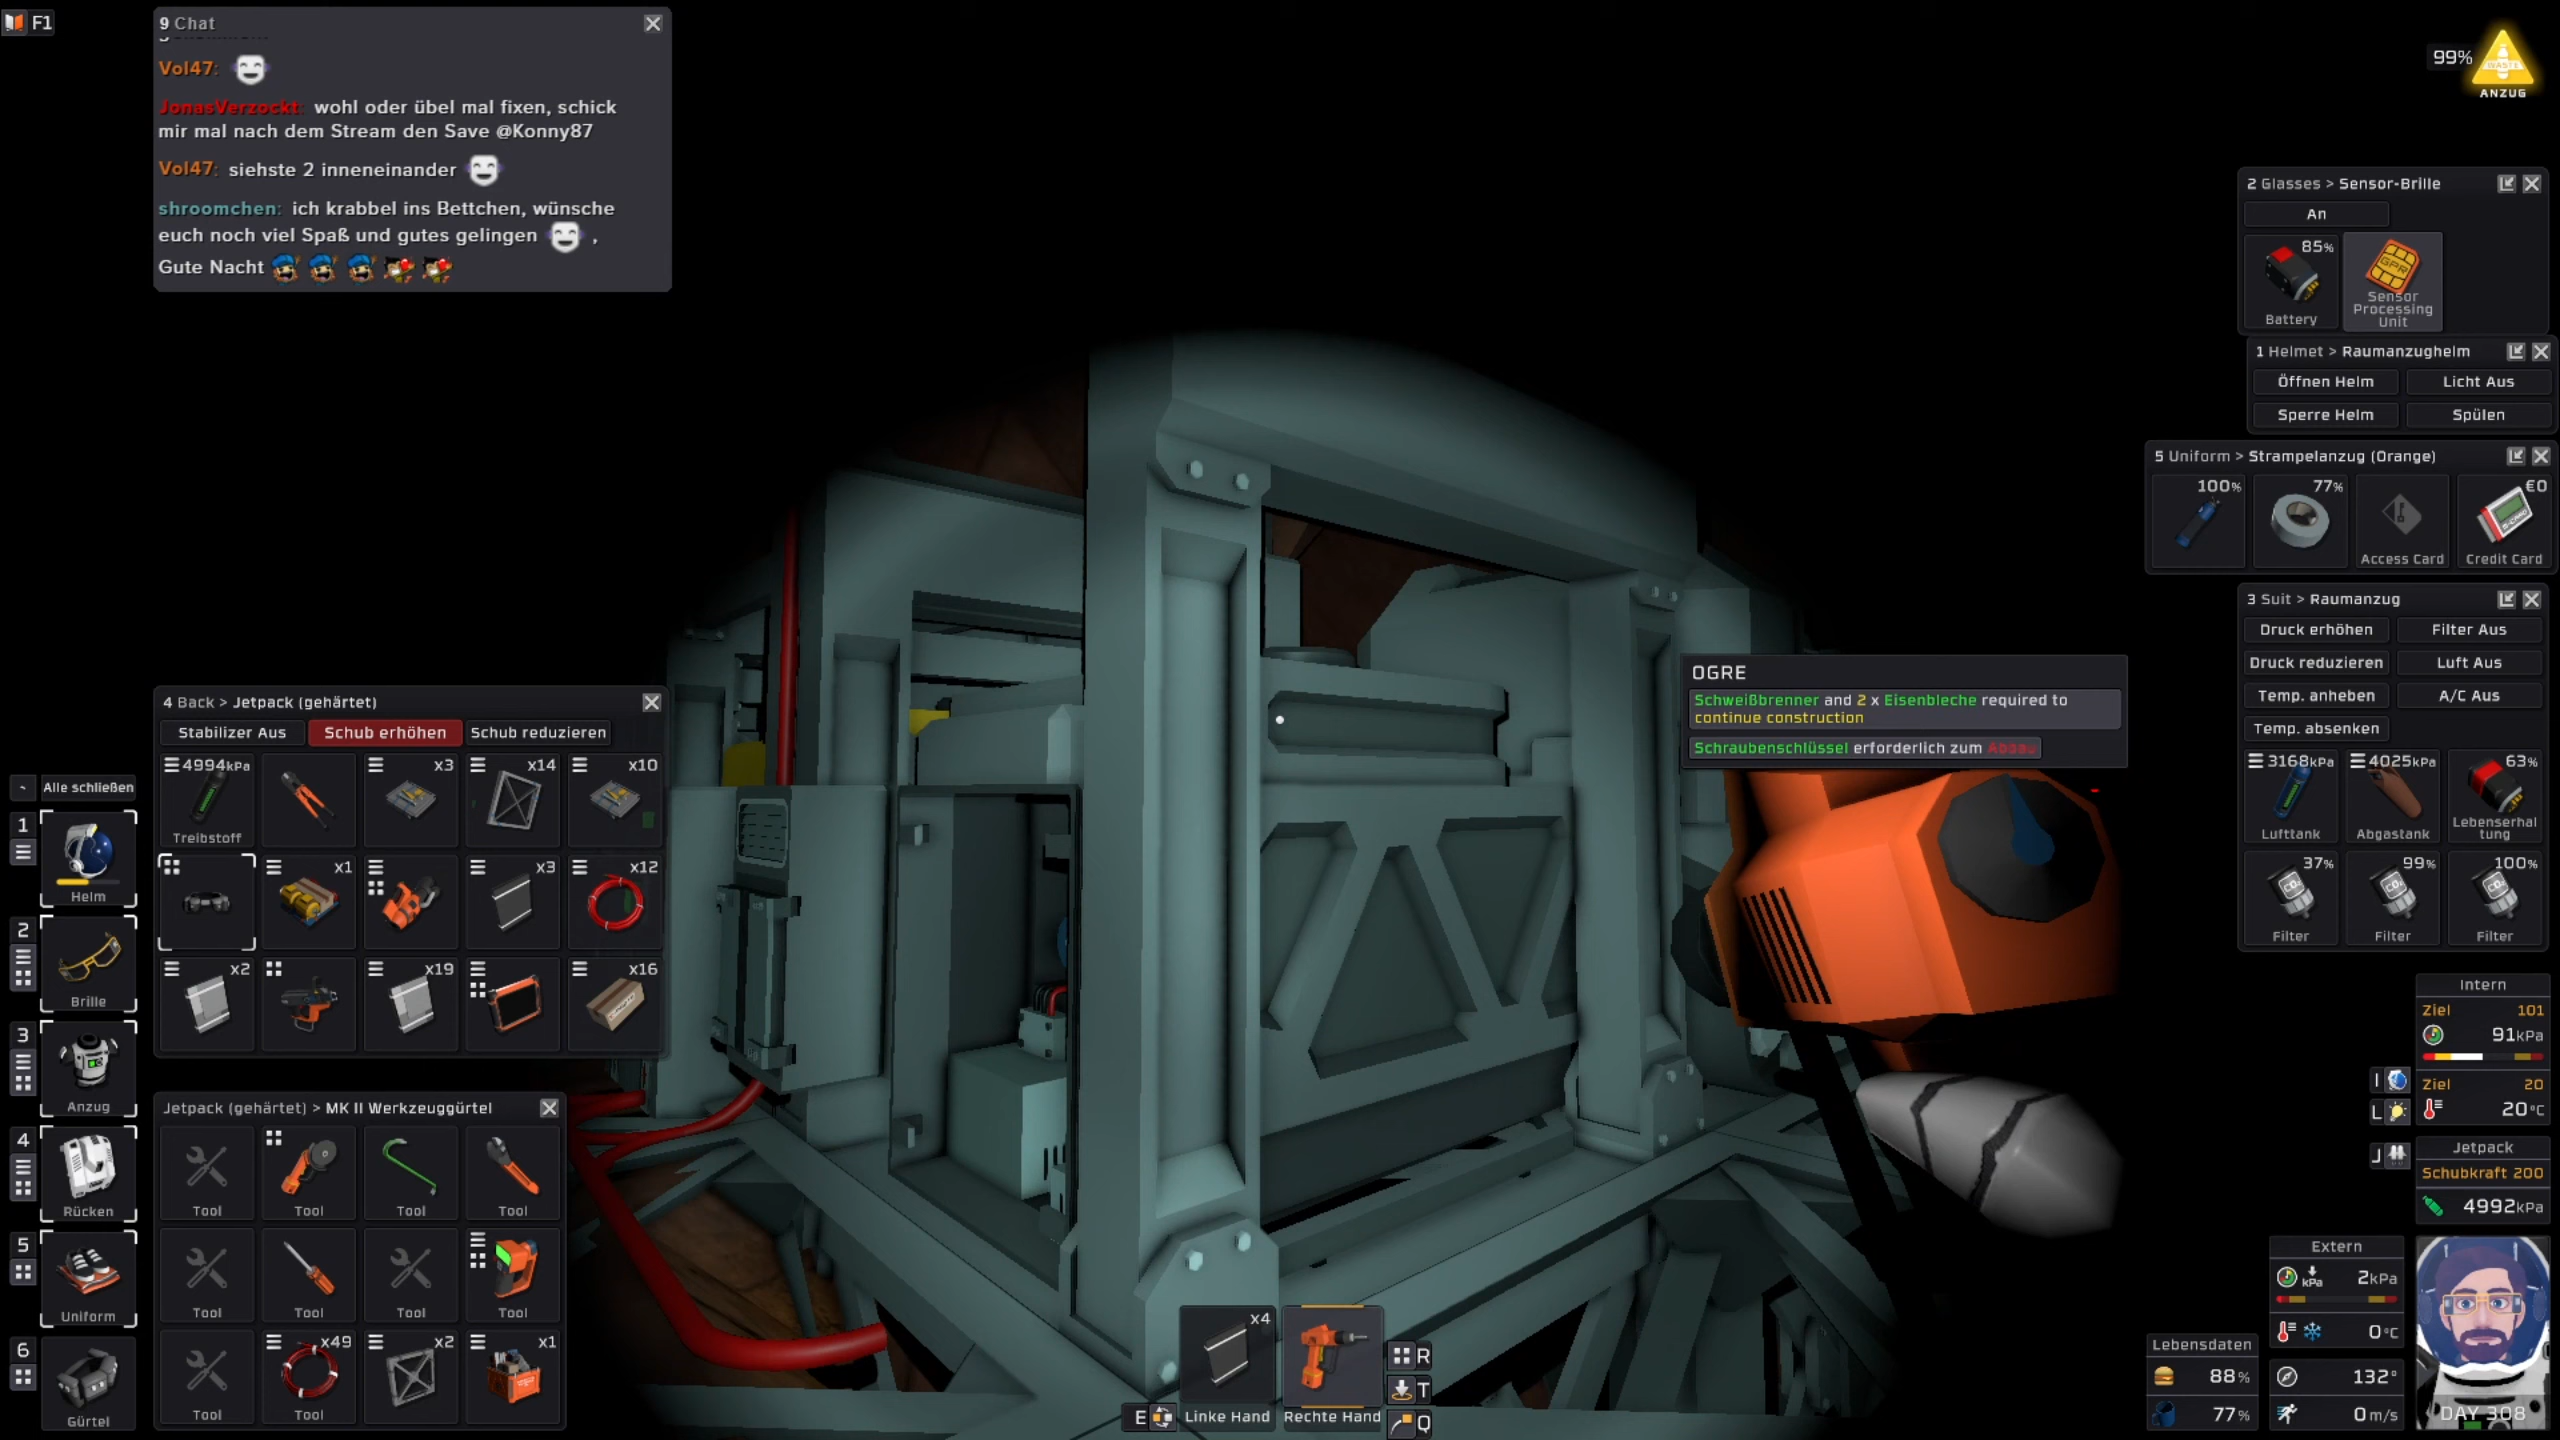 F1
9 Chat
Vol47:
JonasVerzockt: wohl oder übel mal fixen, schick
mir mal nach dem Stream den Save @Konny87
Vol47: siehste 2 inneneinander
shroomchen: ich krabbel ins Bettchen, wünsche
euch noch viel Spaß und gutes gelingen ,
Gute Nacht
99%
WASTE
ANZUG
2 Glasses > Sensor-Brille
An
85%
GPR
Battery
Sensor
Processing
Unit
1 Helmet > Raumanzughelm
Öffnen Helm
Licht Aus
Sperre Helm
Spülen
5 Uniform > Strampelanzug (Orange)
100%
77%
€0
Access Card
Credit Card
3 Suit > Raumanzug
Druck erhöhen
Filter Aus
Druck reduzieren
Luft Aus
Temp. anheben
A/C Aus
Temp. absenken
3168kPa
4025kPa
63%
Lufttank
Abgastank
Lebenserhal
tung
37%
99%
100%
Filter
Filter
Filter
OGRE
Schweißbrenner and 2 x Eisenbleche required to
continue construction
Schraubenschlüssel erforderlich zum Abbau
4 Back > Jetpack (gehärtet)
Stabilizer Aus
Schub erhöhen
Schub reduzieren
4994kPa
x3
x14
x10
Treibstoff
x1
x3
x12
x2
x19
x16
~
Alle schließen
1
Helm
2
Brille
3
Anzug
4
Rücken
5
Uniform
6
Gürtel
Jetpack (gehärtet) > MK II Werkzeuggürtel
Tool
Tool
Tool
Tool
Tool
Tool
Tool
Tool
x49
x2
x1
Tool
Tool
x4
R
T
E
Linke Hand
Rechte Hand
Q
Intern
Ziel 101
91kPa
Ziel 20
20°C
I
L
J
Jetpack
Schubkraft 200
4992kPa
Extern
kPa
2kPa
0°C
132°
0m/s
Lebensdaten
88%
77%
DAY 308